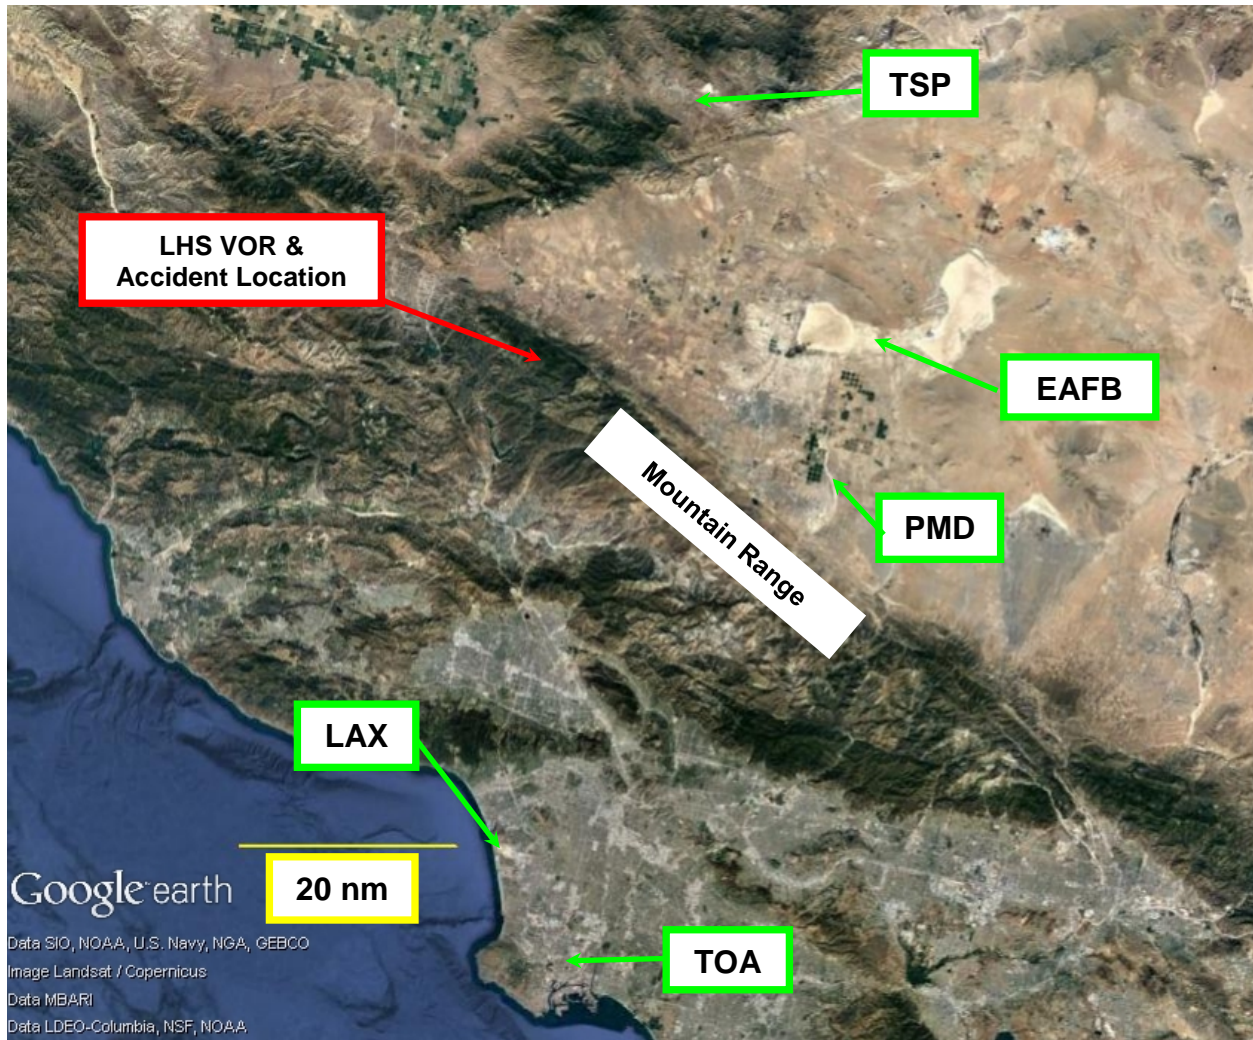 TSP
LHS VOR &
Accident Location
EAFB
Mountain Range
PMD
LAX
20 nm
Google earth
TOA
Data SIO, NOAA, U.S. Navy, NGA, GEBCO
Image Landsat / Copernicus
Data MBARI
Data LDEO-Columbia, NSF, NOAA